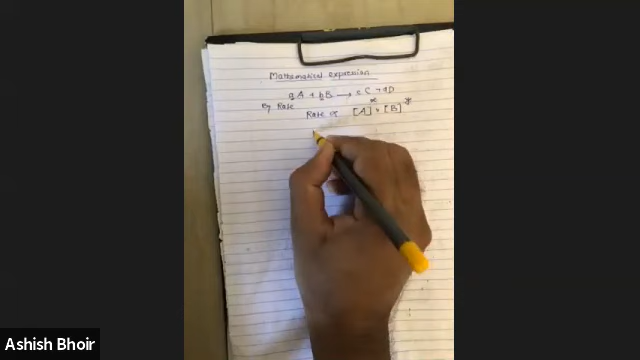 Mathematical expression
aA + bB → cC + dD
By Rate
Rate ∝ [A]ˣ × [B]ʸ
Ashish Bhoir